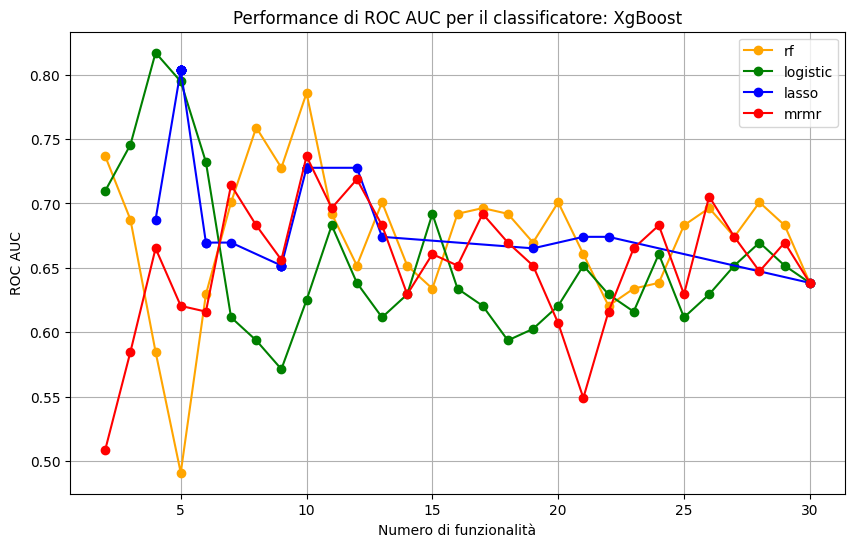 Performance di ROC AUC per il classificatore: XgBoost
rf
logistic
lasso
mrmr
ROC AUC
0.80
0.75
0.70
0.65
0.60
0.55
0.50
5
10
15
20
25
30
Numero di funzionalità